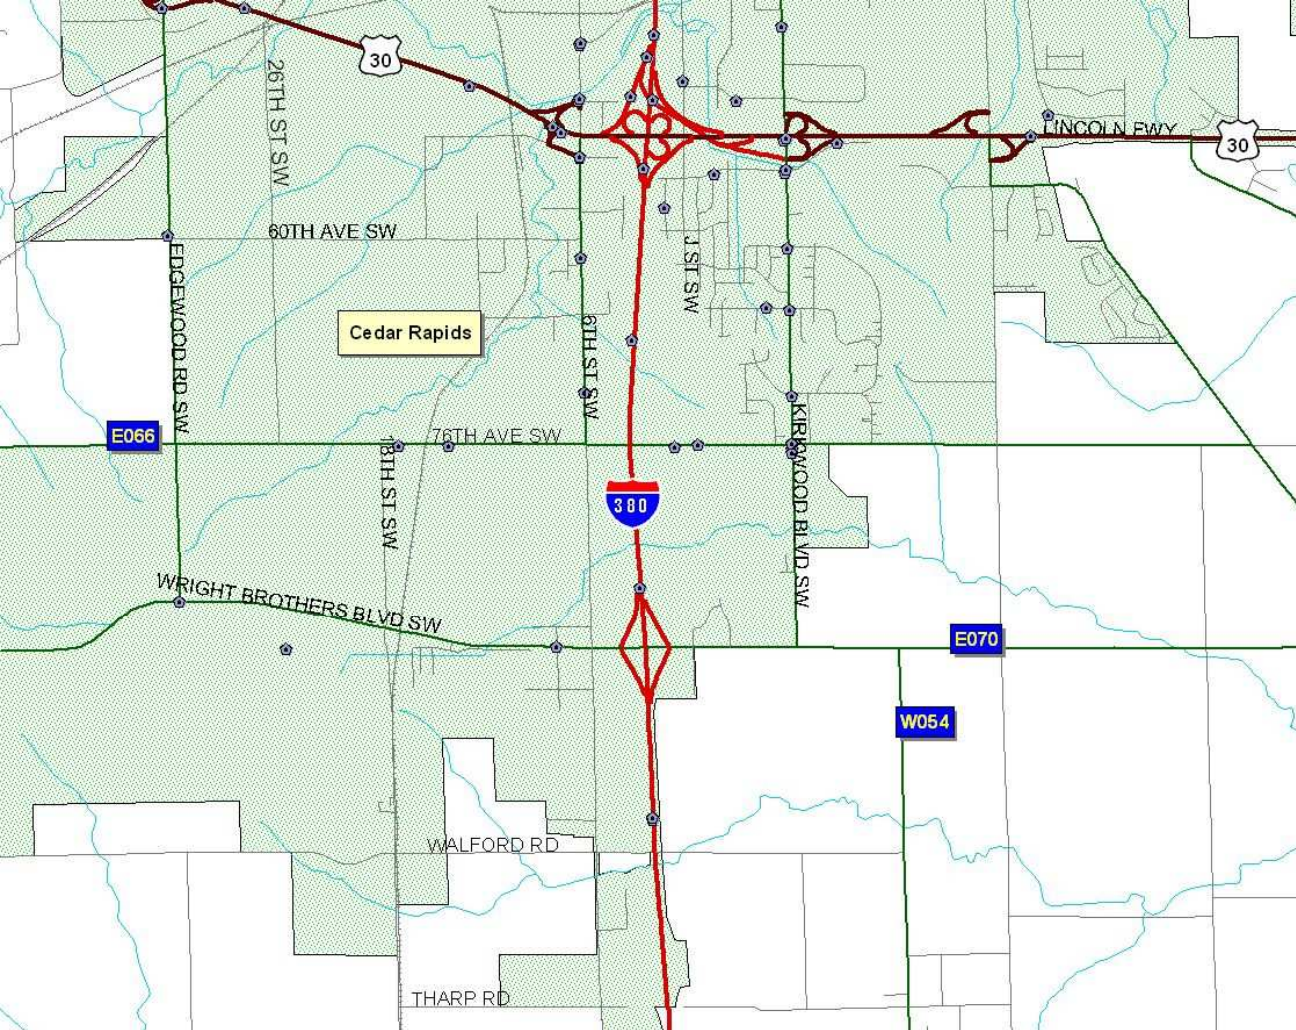 30
26TH ST SW
LINCOLN FWY
30
60TH AVE SW
EDGEWOOD RD SW
J ST SW
Cedar Rapids
6TH ST SW
E066
76TH AVE SW
18TH ST SW
KIRKWOOD BLVD SW
380
WRIGHT BROTHERS BLVD SW
E070
W054
WALFORD RD
THARP RD